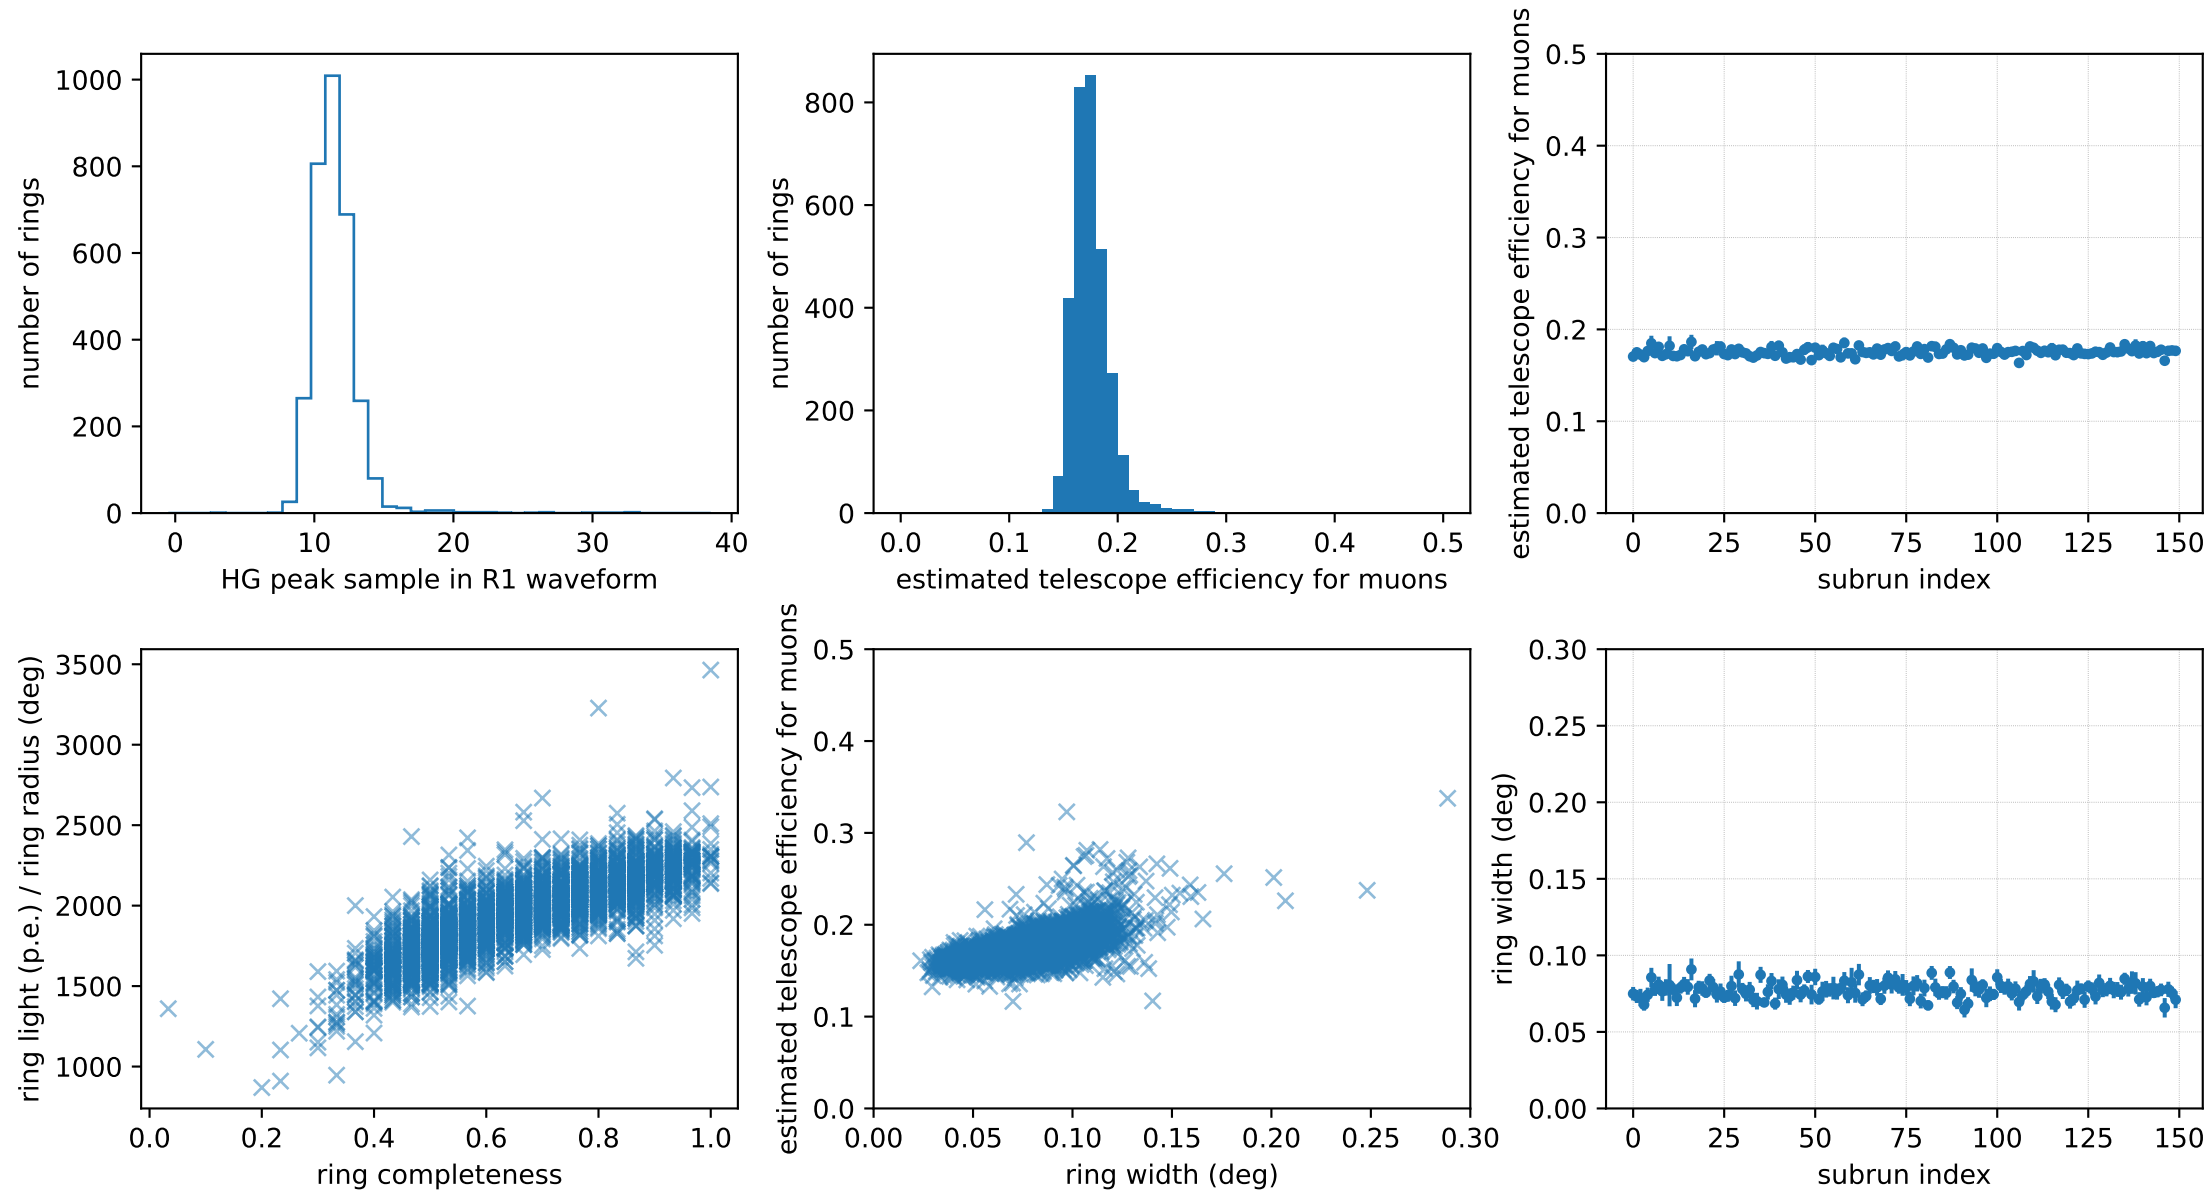 number of rings
1000
800
600
400
200
0
0 10 20 30 40
HG peak sample in R1 waveform
number of rings
800
600
400
200
0
0.0 0.1 0.2 0.3 0.4 0.5
estimated telescope efficiency for muons
estimated telescope efficiency for muons
0.5
0.4
0.3
0.2
0.1
0.0
0 25 50 75 100 125 150
subrun index
ring light (p.e.) / ring radius (deg)
3500
3000
2500
2000
1500
1000
0.0 0.2 0.4 0.6 0.8 1.0
ring completeness
estimated telescope efficiency for muons
0.5
0.4
0.3
0.2
0.1
0.0
0.00 0.05 0.10 0.15 0.20 0.25 0.30
ring width (deg)
ring width (deg)
0.30
0.25
0.20
0.15
0.10
0.05
0.00
0 25 50 75 100 125 150
subrun index